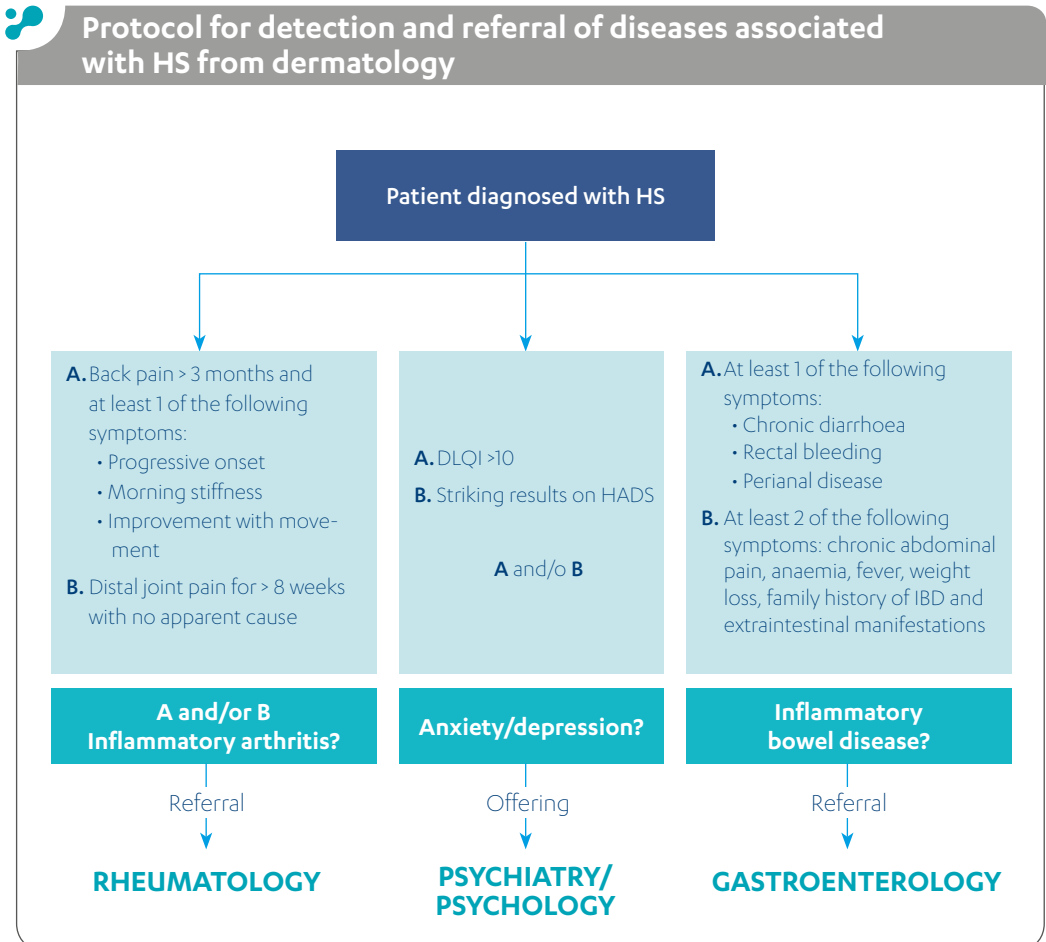 Protocol for detection and referral of diseases associated
with HS from dermatology
Patient diagnosed with HS
A. Back pain > 3 months and
at least 1 of the following
symptoms:
• Progressive onset
• Morning stiffness
• Improvement with move-
ment
B. Distal joint pain for > 8 weeks
with no apparent cause
A. DLQI >10
B. Striking results on HADS
A and/o B
A. At least 1 of the following
symptoms:
• Chronic diarrhoea
• Rectal bleeding
• Perianal disease
B. At least 2 of the following
symptoms: chronic abdominal
pain, anaemia, fever, weight
loss, family history of IBD and
extraintestinal manifestations
A and/or B
Inflammatory arthritis?
Anxiety/depression?
Inflammatory
bowel disease?
Referral
Offering
Referral
RHEUMATOLOGY
PSYCHIATRY/
PSYCHOLOGY
GASTROENTEROLOGY